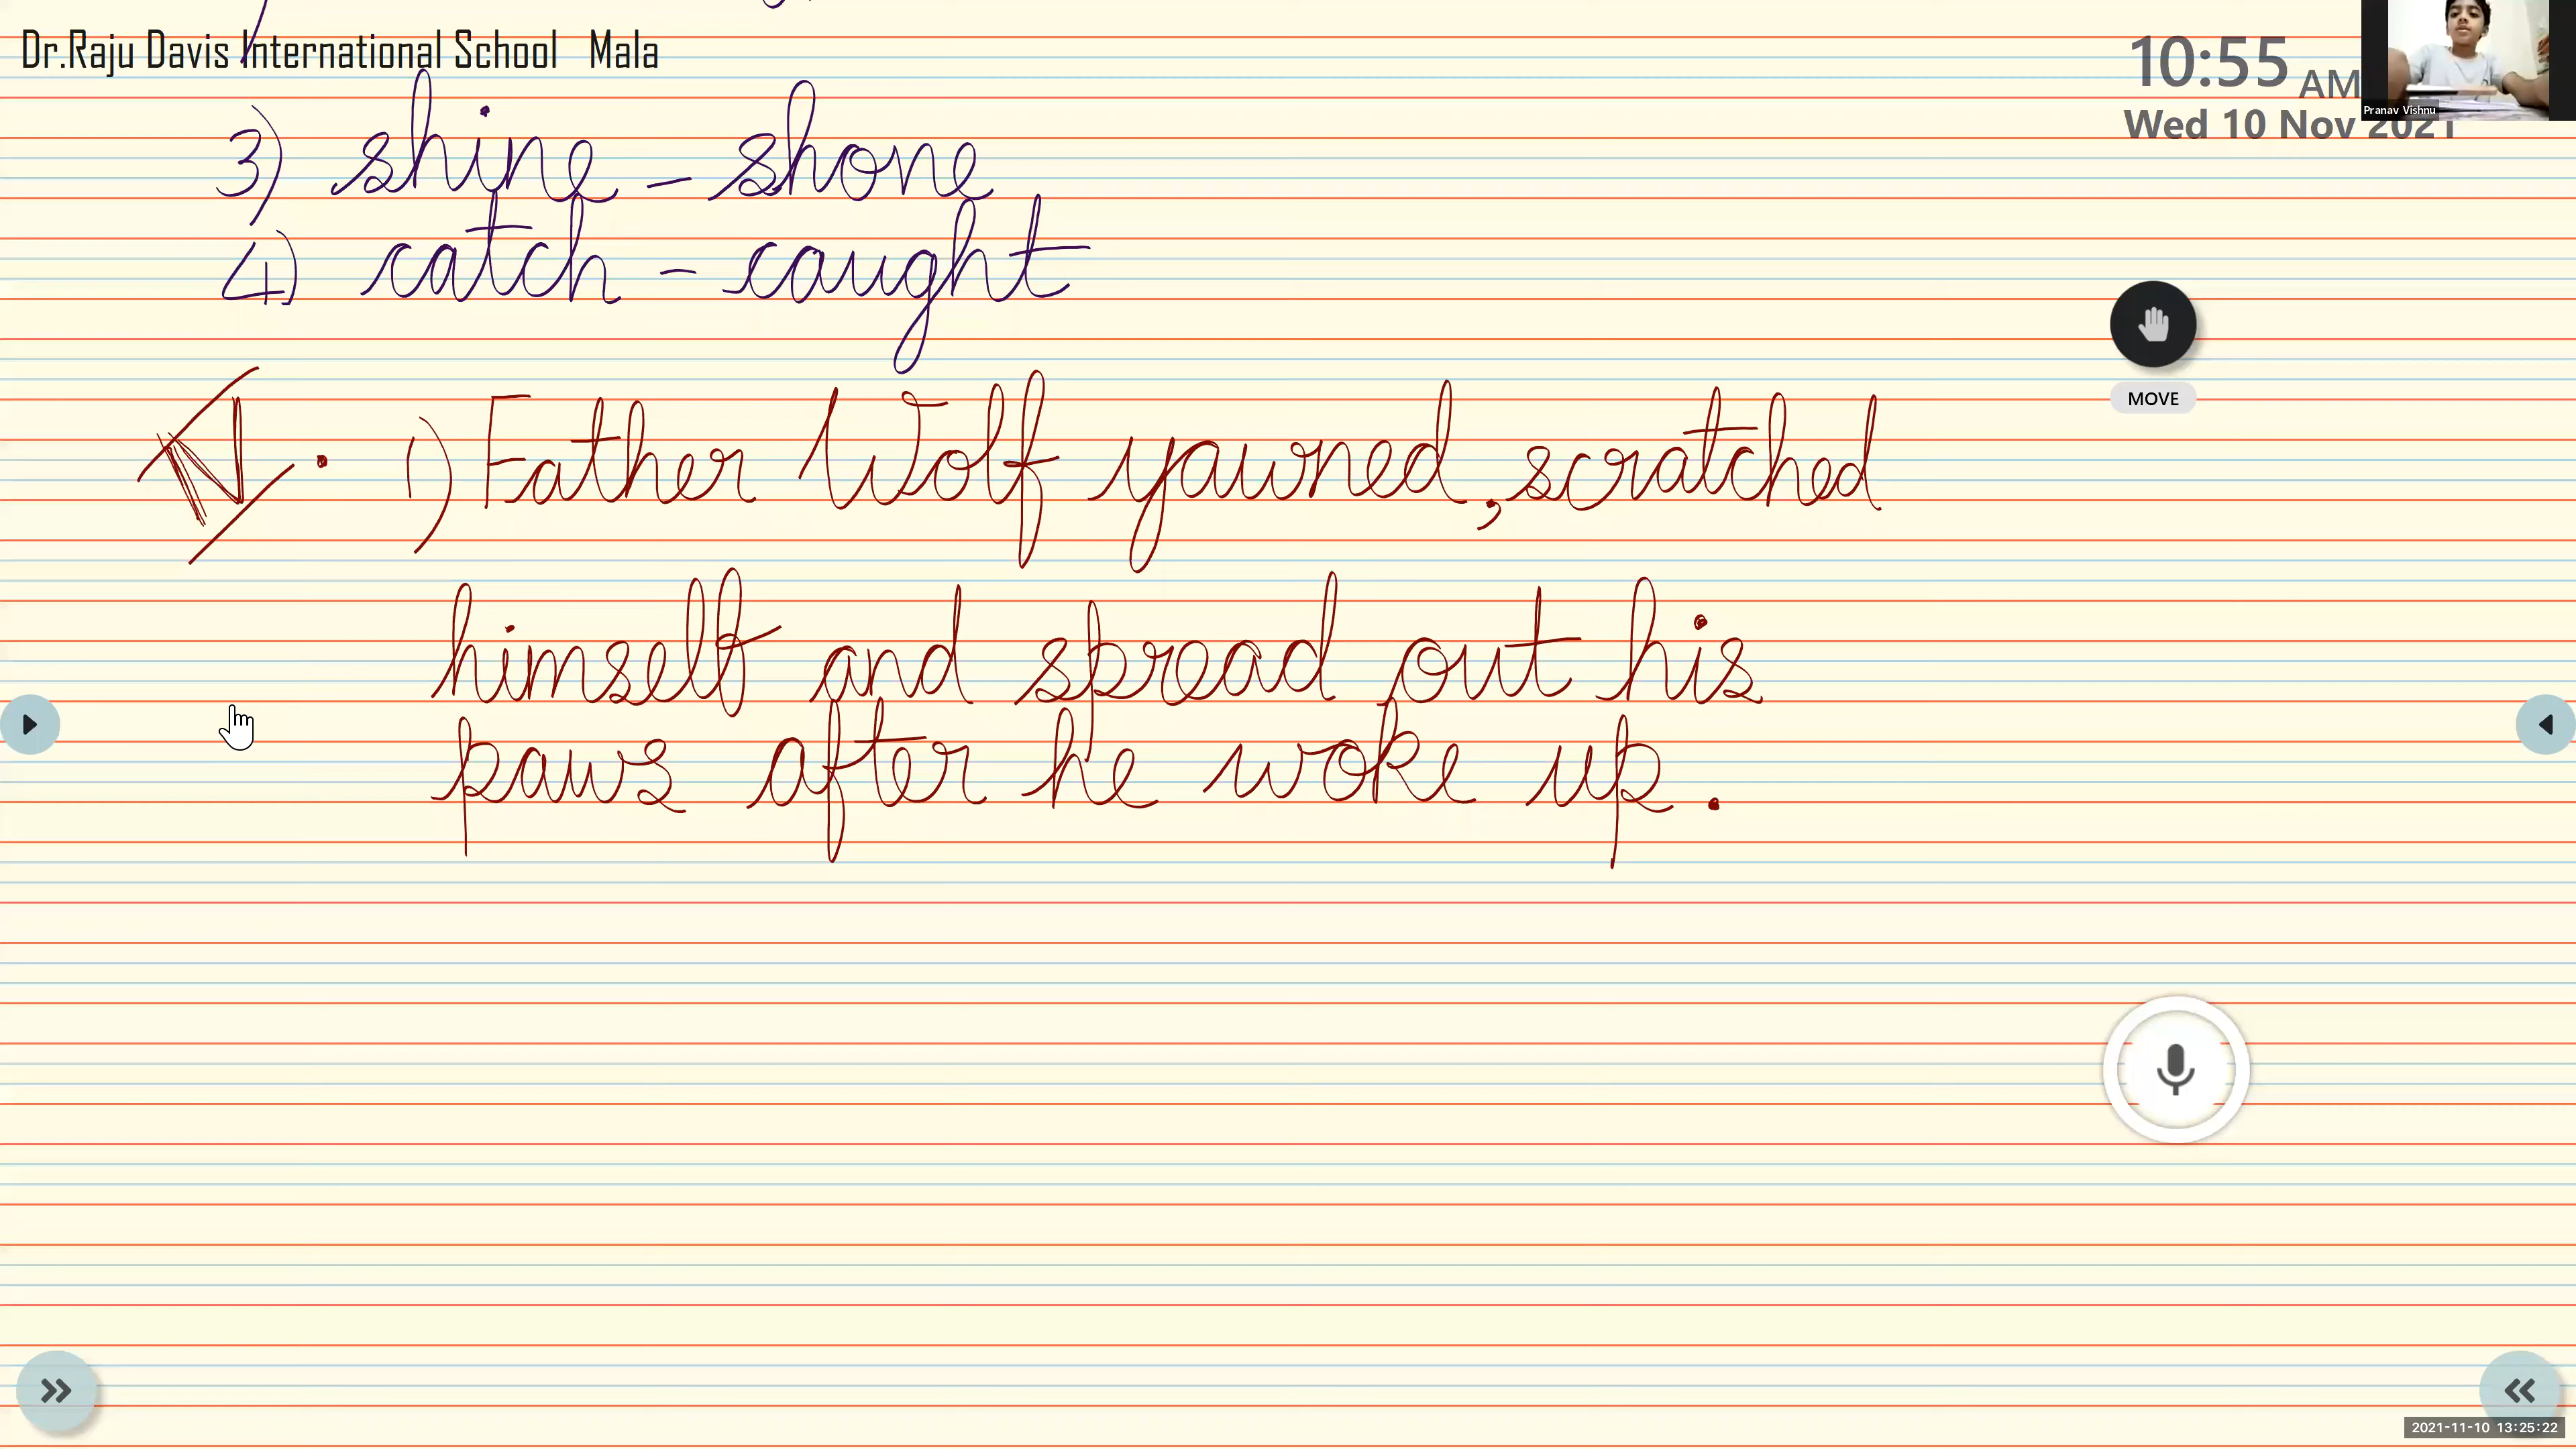 Dr.Raju Davis International School Mala
10:55 AM
Wed 10 Nov 2021
Pranav Vishnu
3) shine - shone
4) catch - caught
MOVE
IV. 1) Father Wolf yawned, scratched
himself and spread out his
paws after he woke up.
2021-11-10 13:25:22